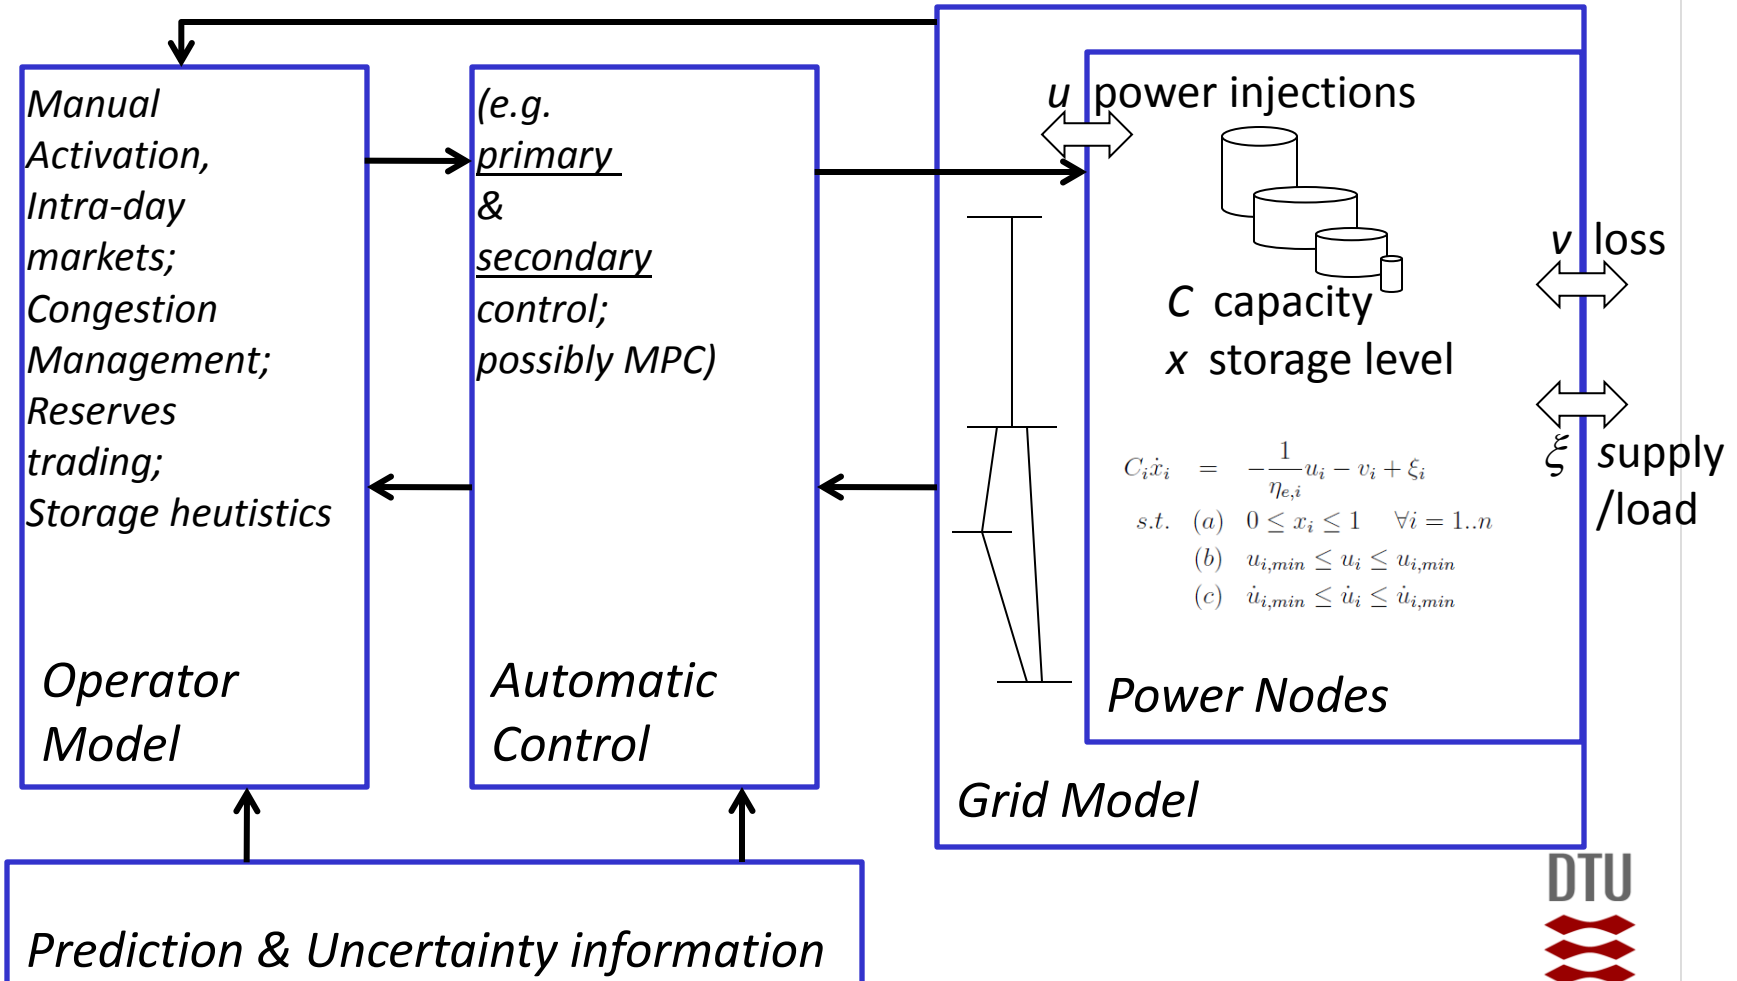 Manual
Activation,
Intra-day
markets;
Congestion
Management;
Reserves
trading;
Storage heutistics
Operator
Model
(e.g.
primary
&
secondary
control;
possibly MPC)
Automatic
Control
u power injections
C capacity
x storage level
C_i ẋ_i = −\frac{1}{η_{e,i}} u_i − v_i + ξ_i
s.t. (a) 0 ≤ x_i ≤ 1 ∀i = 1..n
(b) u_{i,min} ≤ u_i ≤ u_{i,min}
(c) u̇_{i,min} ≤ u̇_i ≤ u̇_{i,min}
Power Nodes
Grid Model
v loss
ξ supply
/load
Prediction & Uncertainty information
DTU